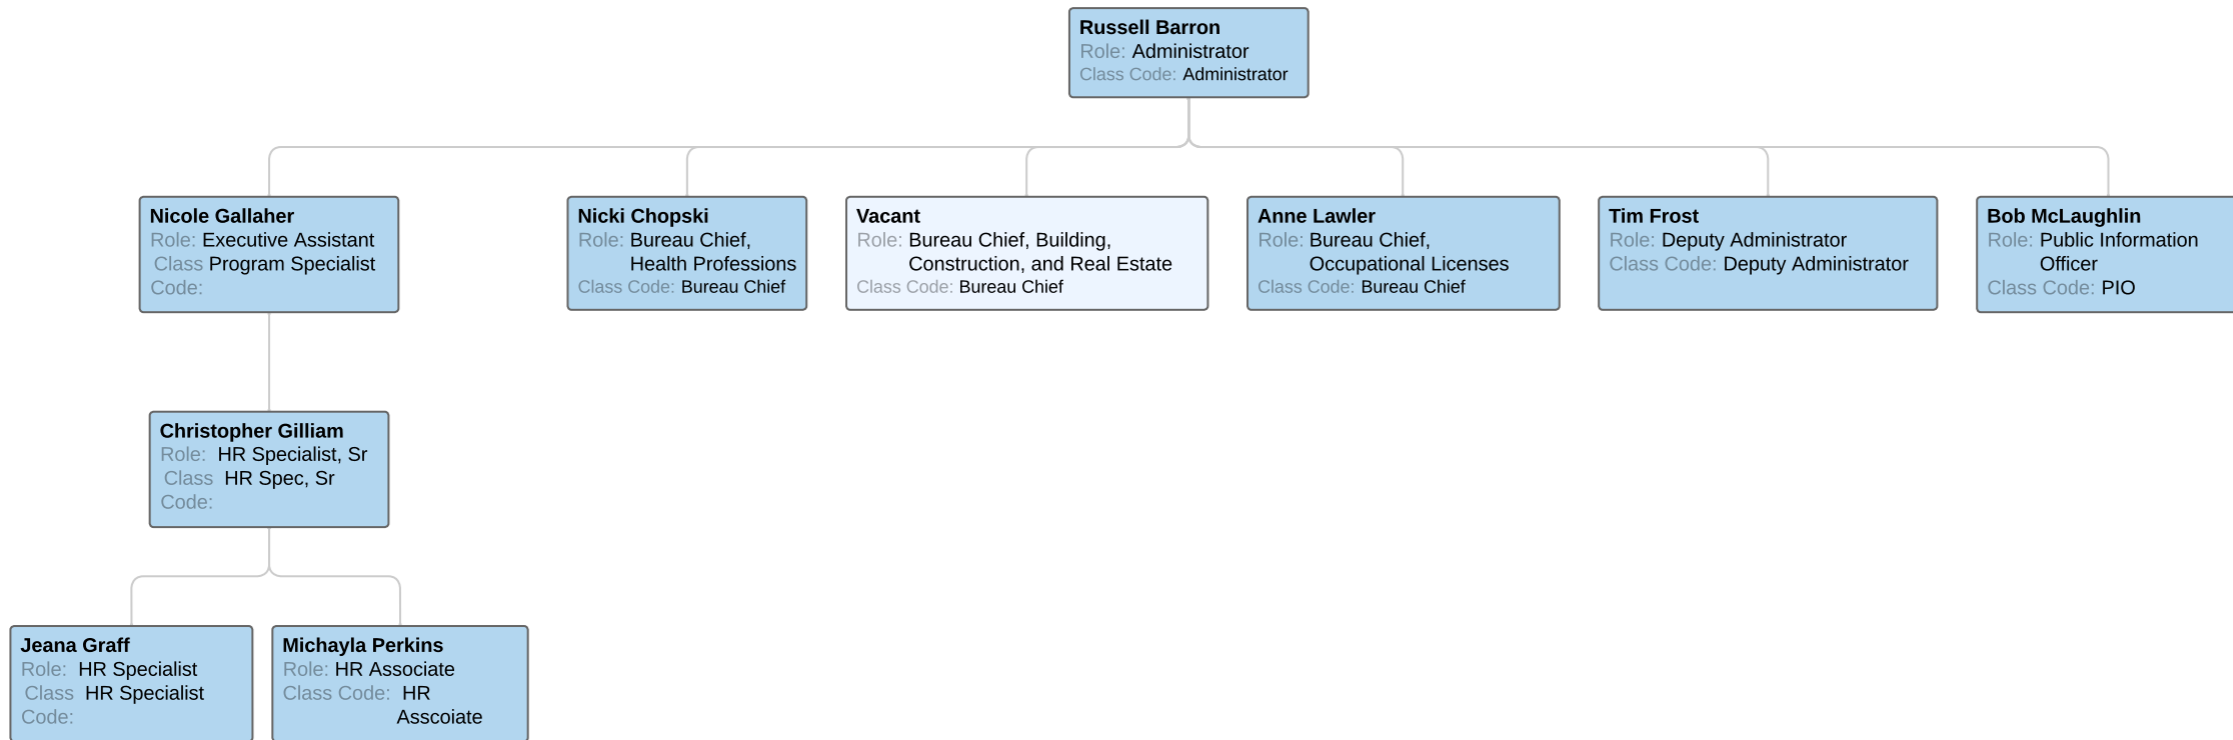 Russell Barron
Role: Administrator
Class Code: Administrator
Nicole Gallaher
Role: Executive Assistant
Class Program Specialist
Code:
Nicki Chopski
Role: Bureau Chief,
Health Professions
Class Code: Bureau Chief
Vacant
Role: Bureau Chief, Building,
Construction, and Real Estate
Class Code: Bureau Chief
Anne Lawler
Role: Bureau Chief,
Occupational Licenses
Class Code: Bureau Chief
Tim Frost
Role: Deputy Administrator
Class Code: Deputy Administrator
Bob McLaughlin
Role: Public Information
Officer
Class Code: PIO
Christopher Gilliam
Role: HR Specialist, Sr
Class HR Spec, Sr
Code:
Jeana Graff
Role: HR Specialist
Class HR Specialist
Code:
Michayla Perkins
Role: HR Associate
Class Code: HR
Asscoiate